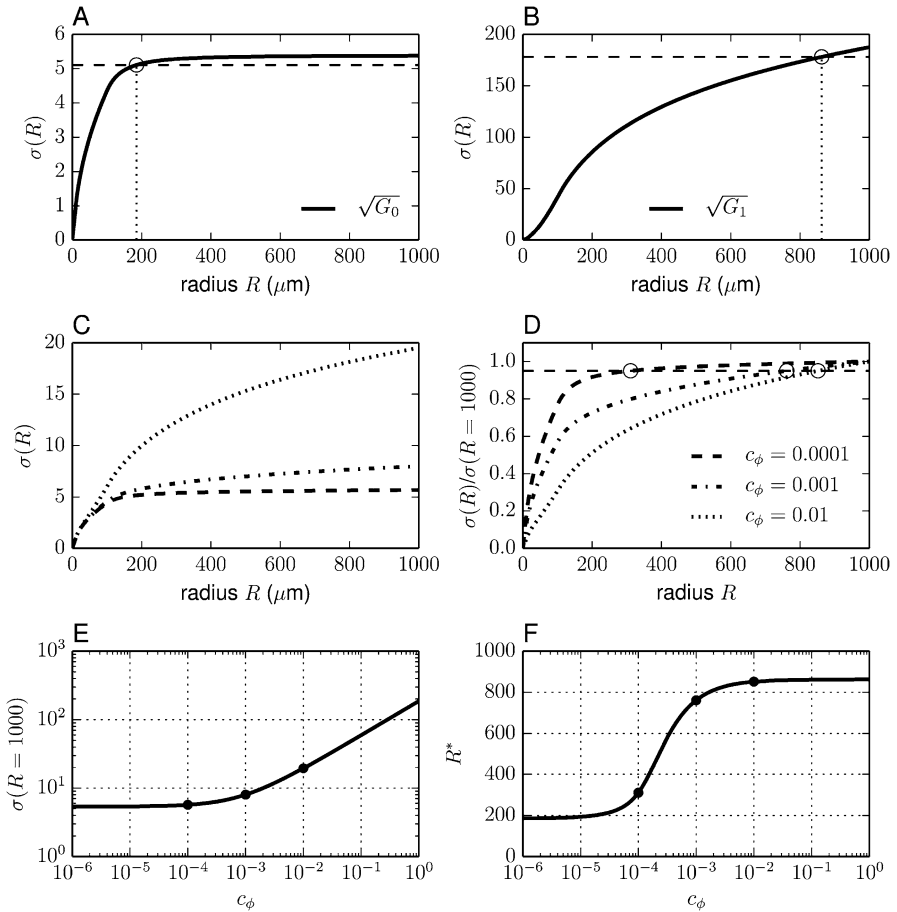 A
σ(R)
6
5
4
3
2
1
0
√G₀
0 200 400 600 800 1000
radius R (μm)
B
σ(R)
200
150
100
50
0
√G₁
0 200 400 600 800 1000
radius R (μm)
C
σ(R)
20
15
10
5
0
0 200 400 600 800 1000
radius R (μm)
D
σ(R)/σ(R = 1000)
1.0
0.8
0.6
0.4
0.2
0.0
c_ϕ = 0.0001
c_ϕ = 0.001
c_ϕ = 0.01
0 200 400 600 800 1000
radius R
E
σ(R = 1000)
10³
10²
10¹
10⁰
10⁻⁶ 10⁻⁵ 10⁻⁴ 10⁻³ 10⁻² 10⁻¹ 10⁰
c_ϕ
F
R*
1000
800
600
400
200
0
10⁻⁶ 10⁻⁵ 10⁻⁴ 10⁻³ 10⁻² 10⁻¹ 10⁰
c_ϕ